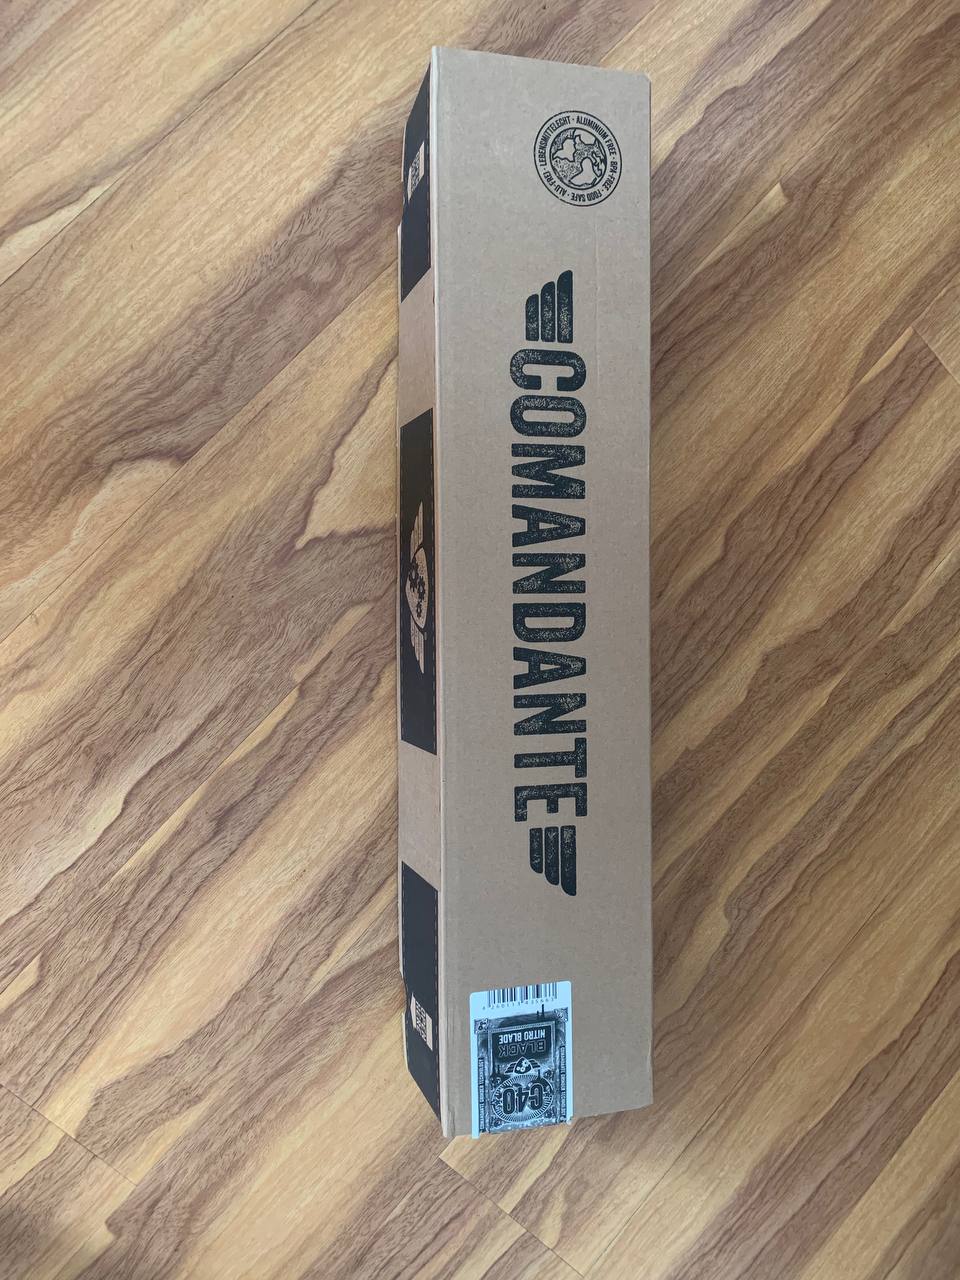 LEBENSMITTELECHT · ALUMINIUM FREE · BPA-FREE · FOOD SAFE · ALU-FREI ·
COMANDANTE
BLACK
NITRO BLADE
C40